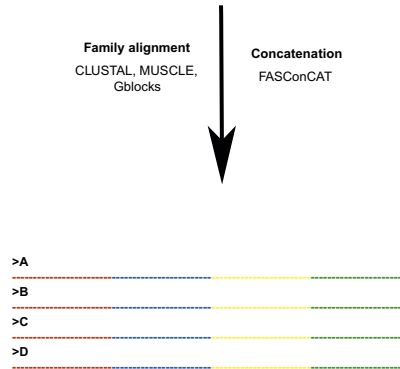 Family alignment
CLUSTAL, MUSCLE,
Gblocks
Concatenation
FASConCAT
>A
>B
>C
>D